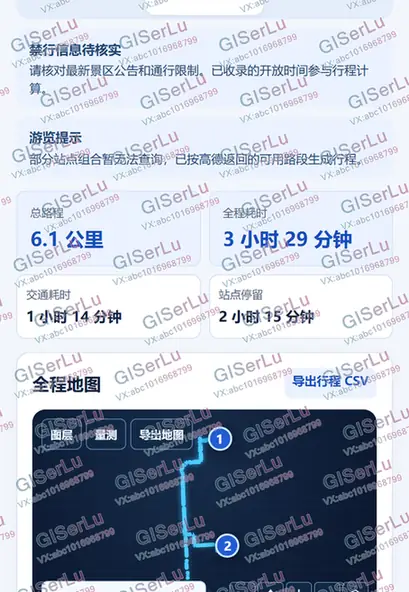 禁行信息待核实
请核对最新景区公告和通行限制，已收录的开放时间参与行程计
算。
游览提示
部分站点组合暂无法查询，已按高德返回的可用路段生成行程。
总路程
全程耗时
6.1 公里
3 小时 29 分钟
交通耗时
站点停留
1 小时 14 分钟
2 小时 15 分钟
全程地图
导出行程 CSV
图层
量测
导出地图
1
2
GISerLu
VX:abc1016968799